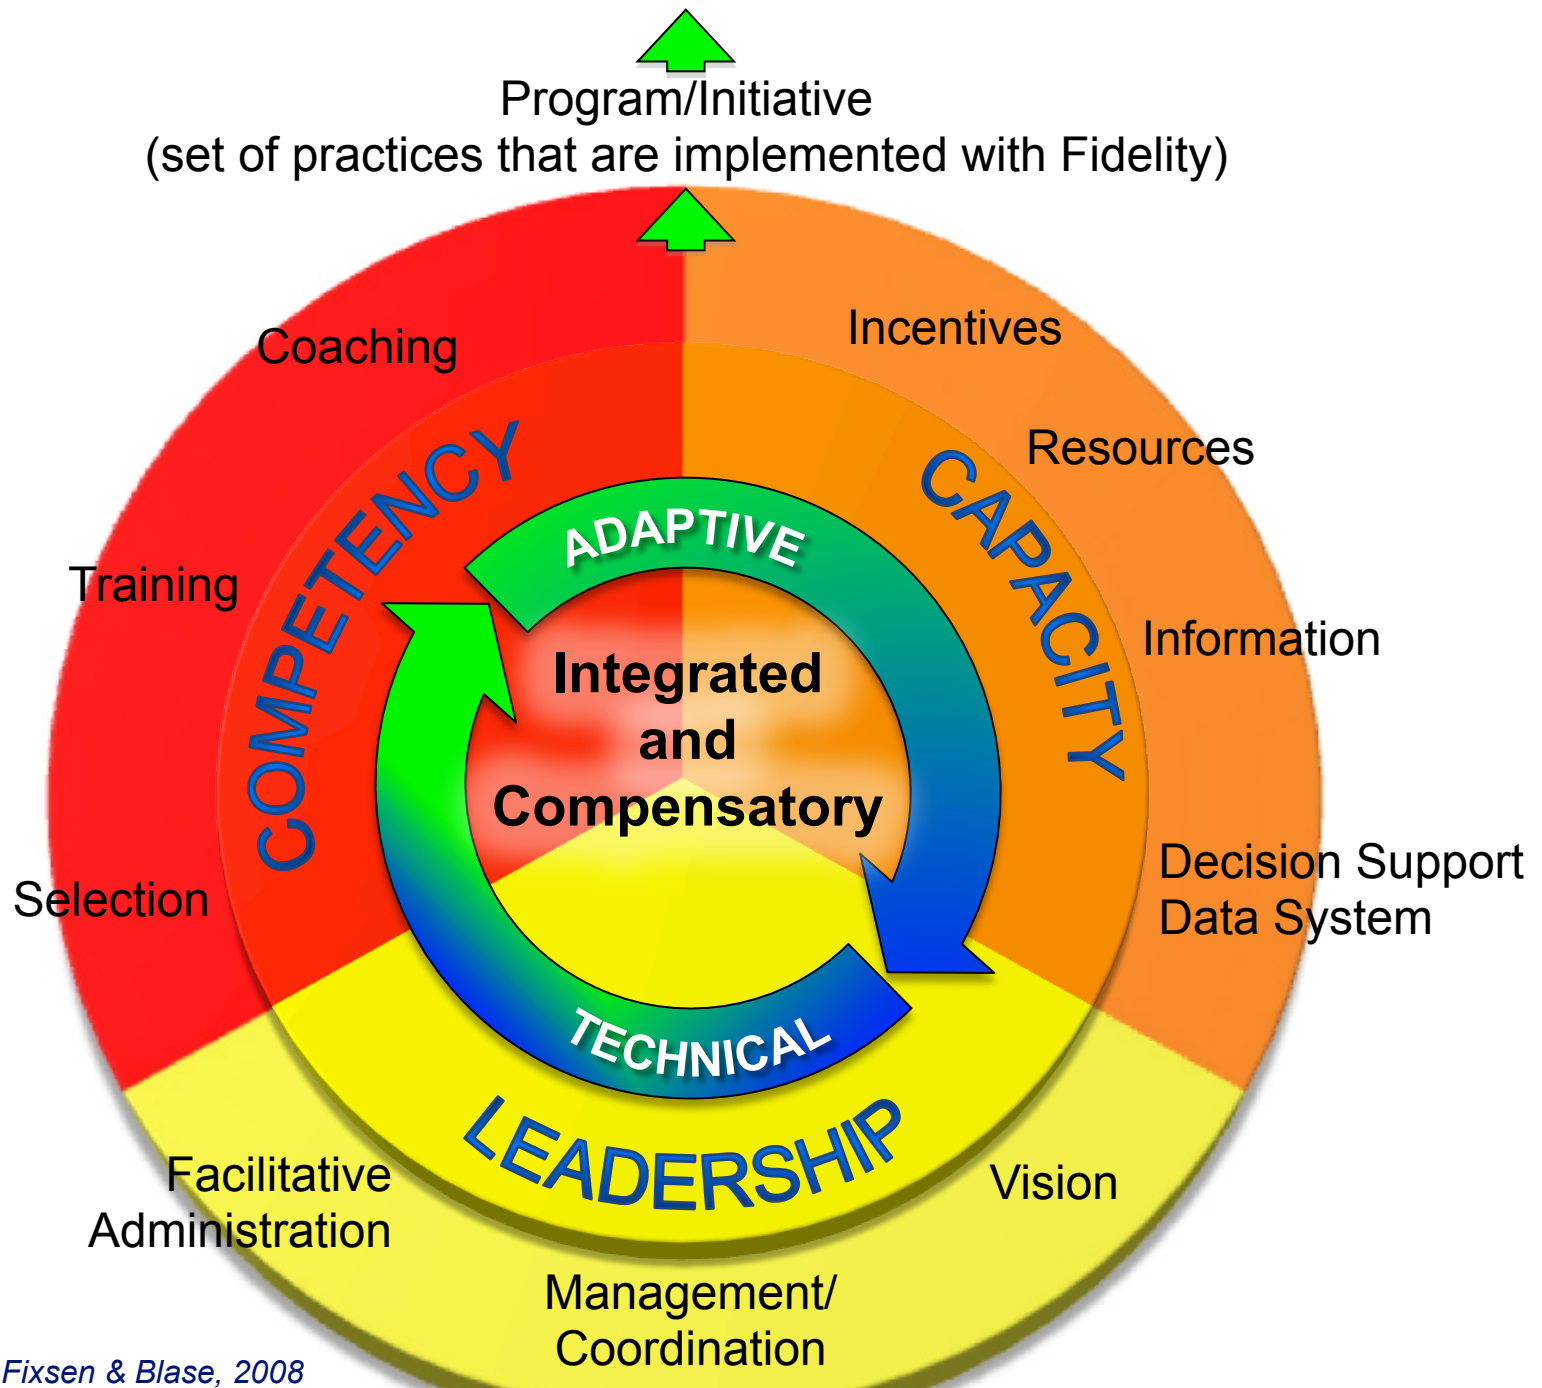 Program/Initiative
(set of practices that are implemented with Fidelity)
Coaching
Incentives
Resources
COMPETENCY
CAPACITY
ADAPTIVE
Training
Information
Integrated
and
Compensatory
Selection
Decision Support
Data System
TECHNICAL
LEADERSHIP
Facilitative
Administration
Vision
Management/
Coordination
Fixsen & Blase, 2008